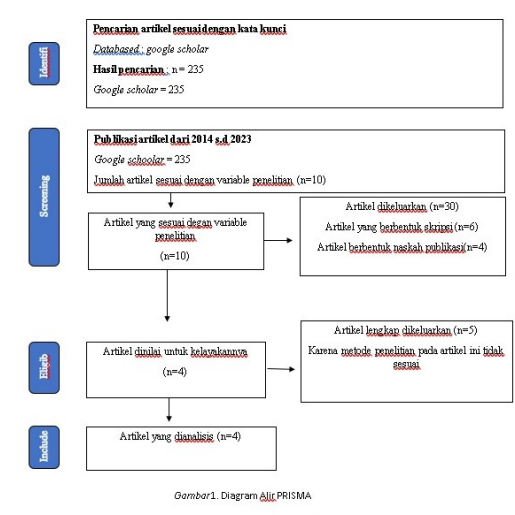 Pencarian artikel sesuai dengan kata kunci
Databased : google scholar
Hasil pencarian : n = 235
Google scholar = 235
Identifi
Publikasi artikel dari 2014 s.d 2023
Google schoolar = 235
Jumlah artikel sesuai dengan variable penelitian (n=10)
Screening
Artikel yang sesuai degan variable
penelitian
(n=10)
Artikel dikeluarkan (n=30)
Artikel yang berbentuk skripsi (n=6)
Artikel berbentuk naskah publikasi(n=4)
Eligib
Artikel dinilai untuk kelayakannya
(n=4)
Artikel lengkap dikeluarkan (n=5)
Karena metode penelitian pada artikel ini tidak
sesuai
Include
Artikel yang dianalisis (n=4)
Gambar1. Diagram Alir PRISMA